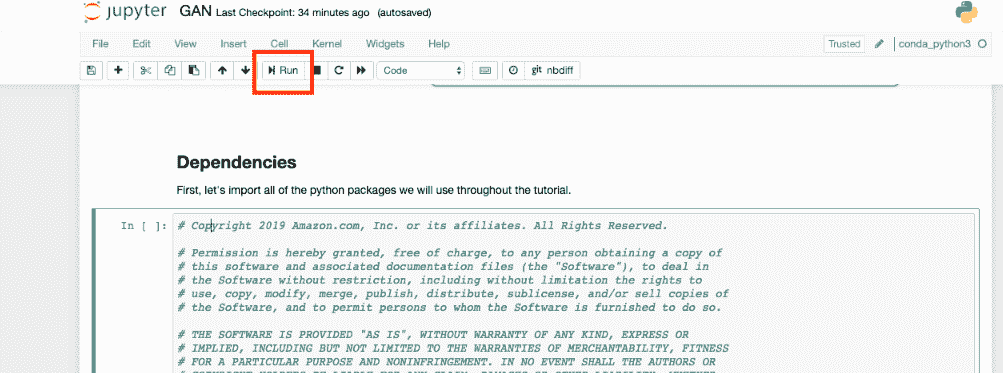 jupyter GAN Last Checkpoint: 34 minutes ago (autosaved)
File Edit View Insert Cell Kernel Widgets Help Trusted conda_python3
Run Code git nbdiff
Dependencies
First, let's import all of the python packages we will use throughout the tutorial.
In [ ]: # Copyright 2019 Amazon.com, Inc. or its affiliates. All Rights Reserved.
# Permission is hereby granted, free of charge, to any person obtaining a copy of
# this software and associated documentation files (the "Software"), to deal in
# the Software without restriction, including without limitation the rights to
# use, copy, modify, merge, publish, distribute, sublicense, and/or sell copies of
# the Software, and to permit persons to whom the Software is furnished to do so.
# THE SOFTWARE IS PROVIDED "AS IS", WITHOUT WARRANTY OF ANY KIND, EXPRESS OR
# IMPLIED, INCLUDING BUT NOT LIMITED TO THE WARRANTIES OF MERCHANTABILITY, FITNESS
# FOR A PARTICULAR PURPOSE AND NONINFRINGEMENT. IN NO EVENT SHALL THE AUTHORS OR